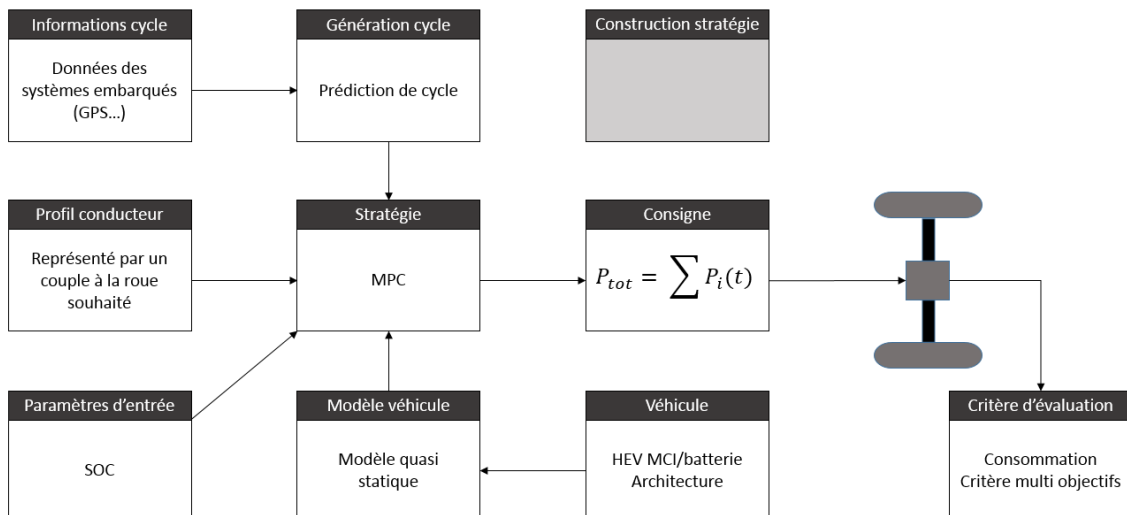 Informations cycle
Données des
systèmes embarqués
(GPS...)
Génération cycle
Prédiction de cycle
Construction stratégie
Profil conducteur
Représenté par un
couple à la roue
souhaité
Stratégie
MPC
Consigne
P_{tot} = ∑ P_i(t)
Paramètres d'entrée
SOC
Modèle véhicule
Modèle quasi
statique
Véhicule
HEV MCI/batterie
Architecture
Critère d'évaluation
Consommation
Critère multi objectifs